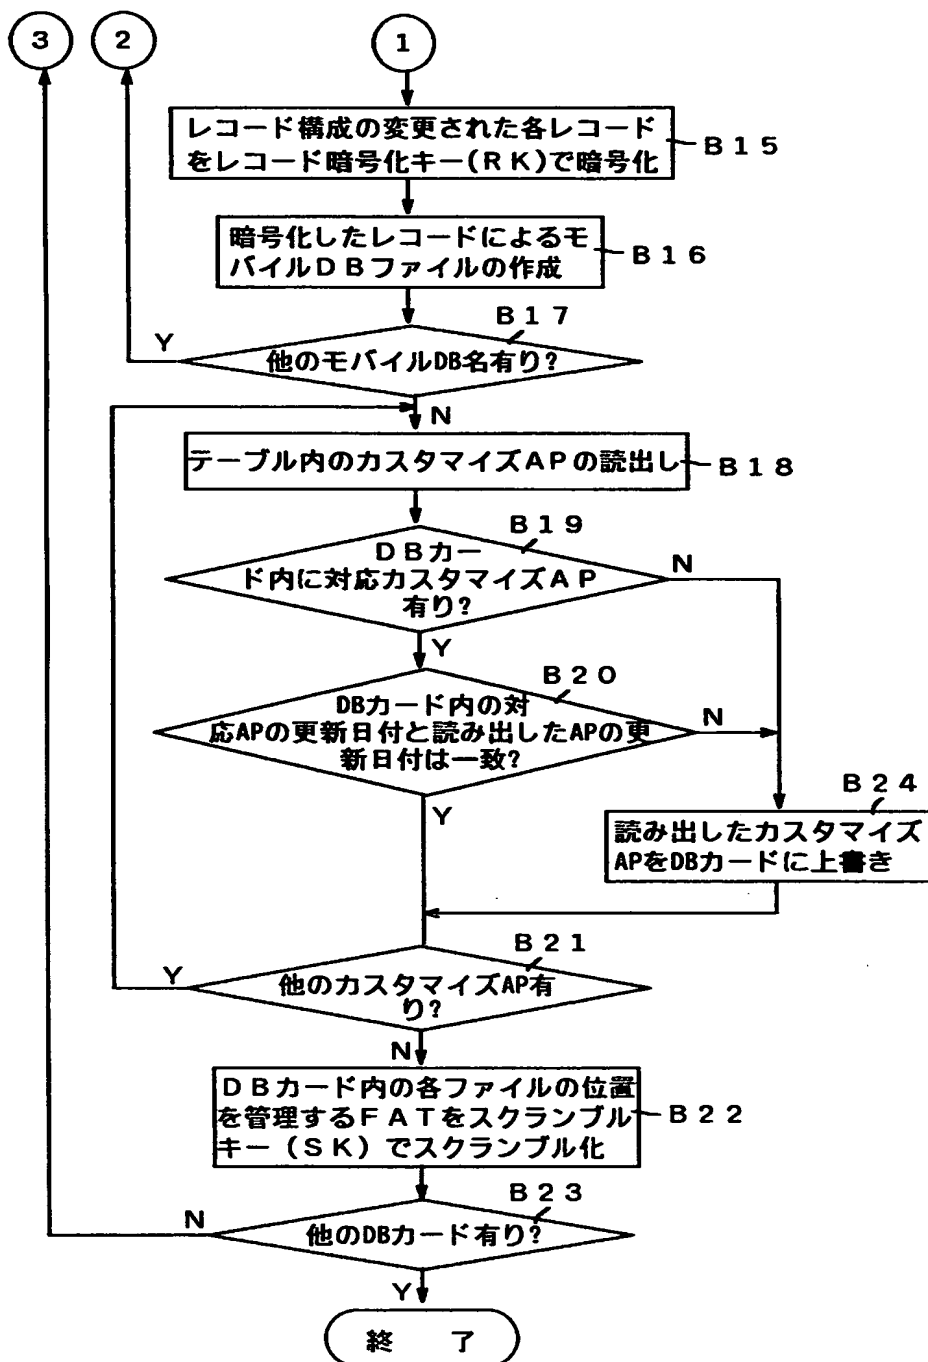 3
2
1
レコード構成の変更された各レコード
をレコード暗号化キー(RK)で暗号化
B15
暗号化したレコードによるモ
バイルDBファイルの作成
B16
B17
Y
他のモバイルDB名有り?
N
テーブル内のカスタマイズAPの読出し
B18
B19
DBカー
ド内に対応カスタマイズAP
有り?
N
Y
B20
DBカード内の対
応APの更新日付と読み出したAPの更
新日付は一致?
N
Y
B24
読み出したカスタマイズ
APをDBカードに上書き
B21
Y
他のカスタマイズAP有
り?
N
DBカード内の各ファイルの位置
を管理するFATをスクランブル
キー(SK)でスクランブル化
B22
B23
N
他のDBカード有り?
Y
終 了